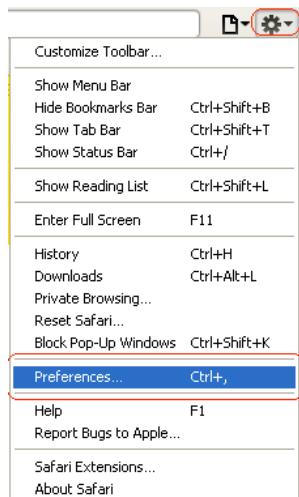 Customize Toolbar...
Show Menu Bar
Hide Bookmarks Bar Ctrl+Shift+B
Show Tab Bar Ctrl+Shift+T
Show Status Bar Ctrl+/
Show Reading List Ctrl+Shift+L
Enter Full Screen F11
History Ctrl+H
Downloads Ctrl+Alt+L
Private Browsing...
Reset Safari...
Block Pop-Up Windows Ctrl+Shift+K
Preferences... Ctrl+,
Help F1
Report Bugs to Apple...
Safari Extensions...
About Safari